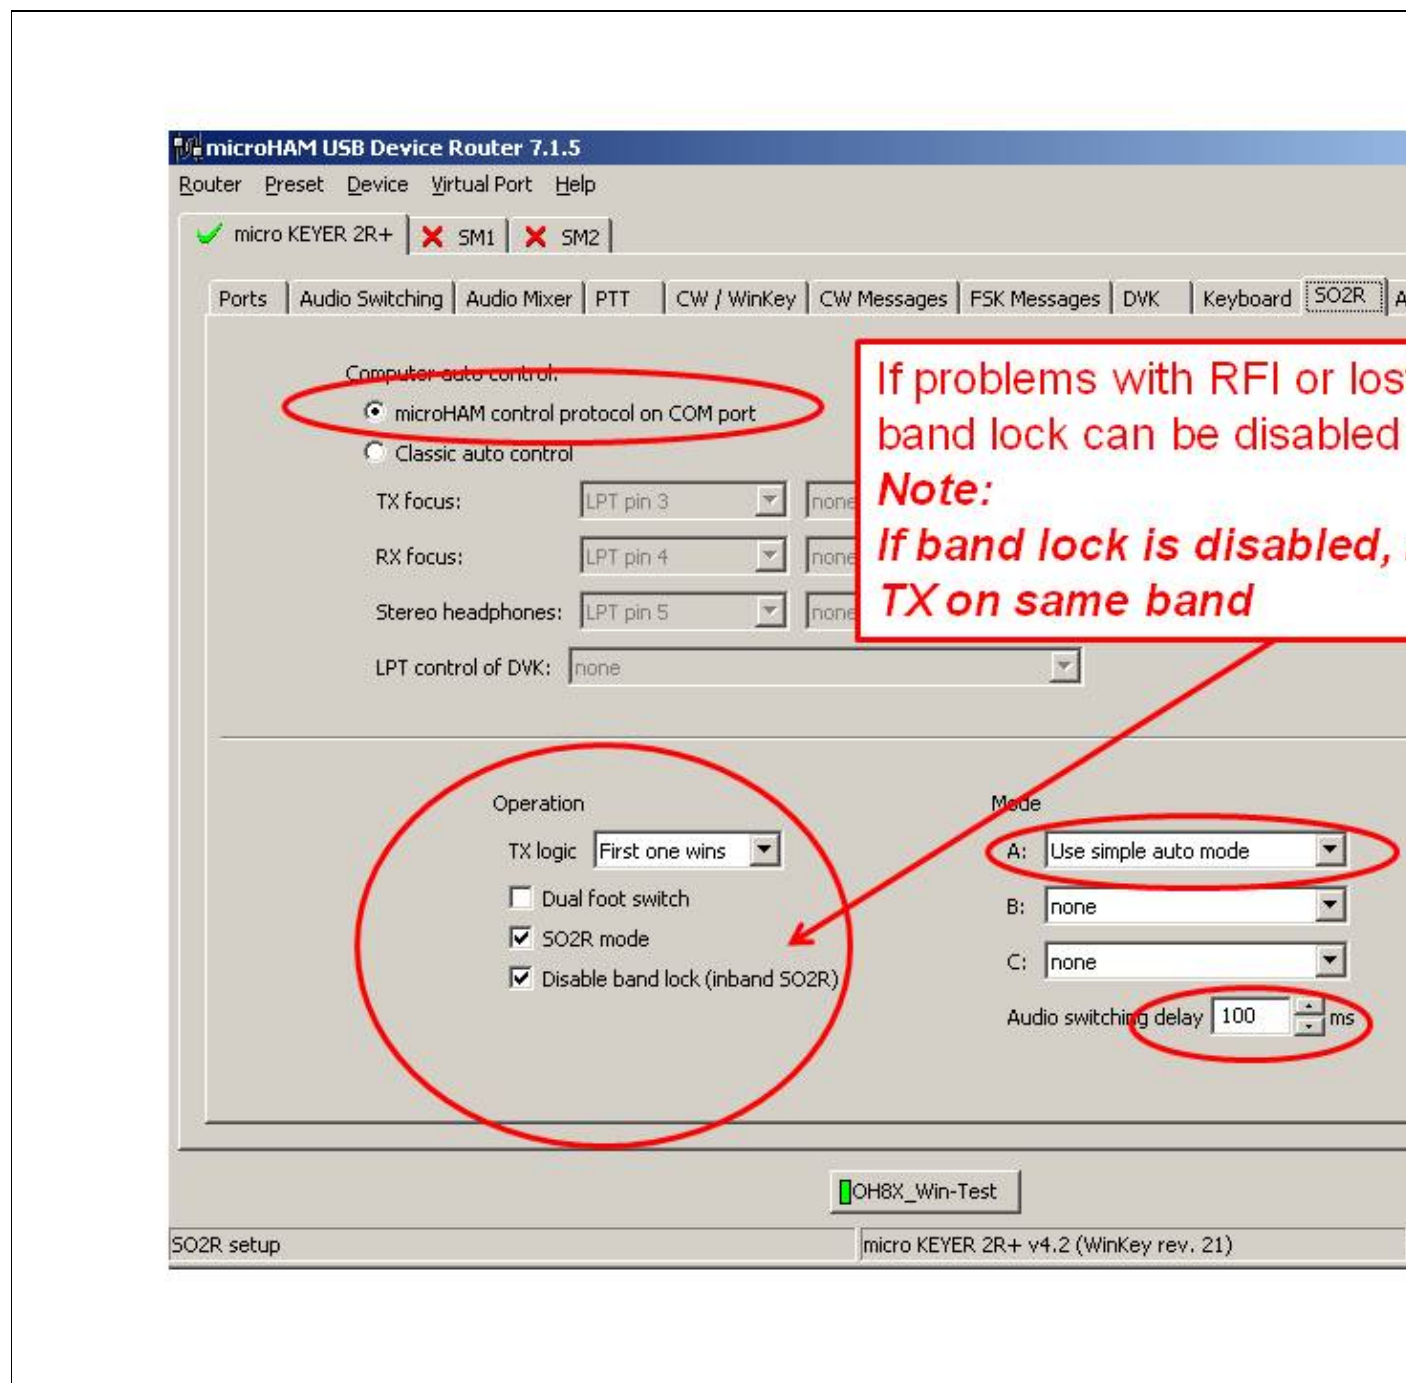 microHAM USB Device Router 7.1.5
Router Preset Device Virtual Port Help
micro KEYER 2R+ SM1 SM2
Ports Audio Switching Audio Mixer PTT CW / WinKey CW Messages FSK Messages DVK Keyboard SO2R A
Computer auto control:
microHAM control protocol on COM port
Classic auto control
TX focus: LPT pin 3 none
RX focus: LPT pin 4 none
Stereo headphones: LPT pin 5 none
LPT control of DVK: none
If problems with RFI or lost
band lock can be disabled
Note:
If band lock is disabled,
TX on same band
Operation
TX logic First one wins
Dual foot switch
SO2R mode
Disable band lock (inband SO2R)
Mode
A: Use simple auto mode
B: none
C: none
Audio switching delay 100 ms
OH8X_Win-Test
SO2R setup
micro KEYER 2R+ v4.2 (WinKey rev. 21)